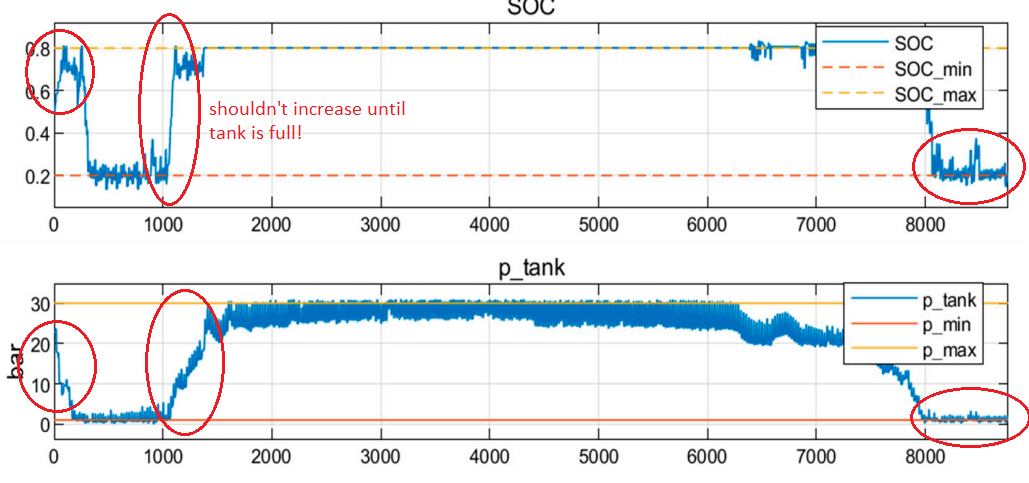 SOC
0.8
0.6
0.4
0.2
shouldn't increase until
tank is full!
SOC
SOC_min
SOC_max
0 1000 2000 3000 4000 5000 6000 7000 8000
p_tank
bar
30
20
10
0
p_tank
p_min
p_max
0 1000 2000 3000 4000 5000 6000 7000 8000